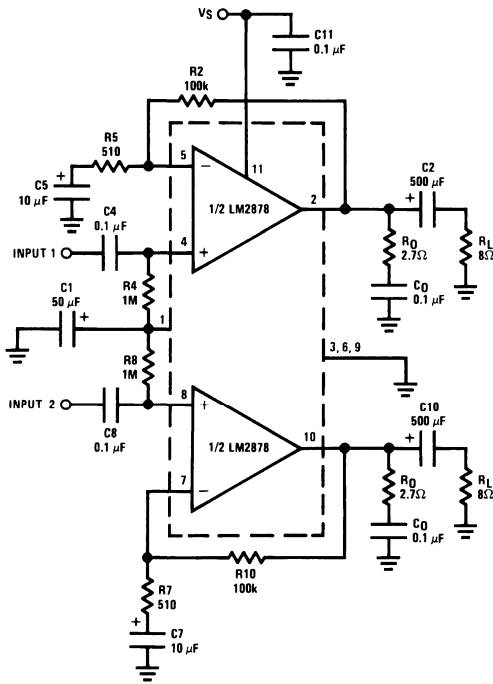 VS
C11
0.1 µF
R2
100k
R5
510
5
−
11
+
C5
10 µF
2
C2
+
500 µF
C4
0.1 µF
1/2 LM2878
INPUT 1
4
+
RO
2.7Ω
RL
8Ω
C1
50 µF
+
R4
1M
1
CO
0.1 µF
R8
1M
3, 6, 9
INPUT 2
8
+
C8
0.1 µF
1/2 LM2878
10
C10
+
500 µF
7
−
RO
2.7Ω
RL
8Ω
CO
0.1 µF
R10
100k
R7
510
+
C7
10 µF